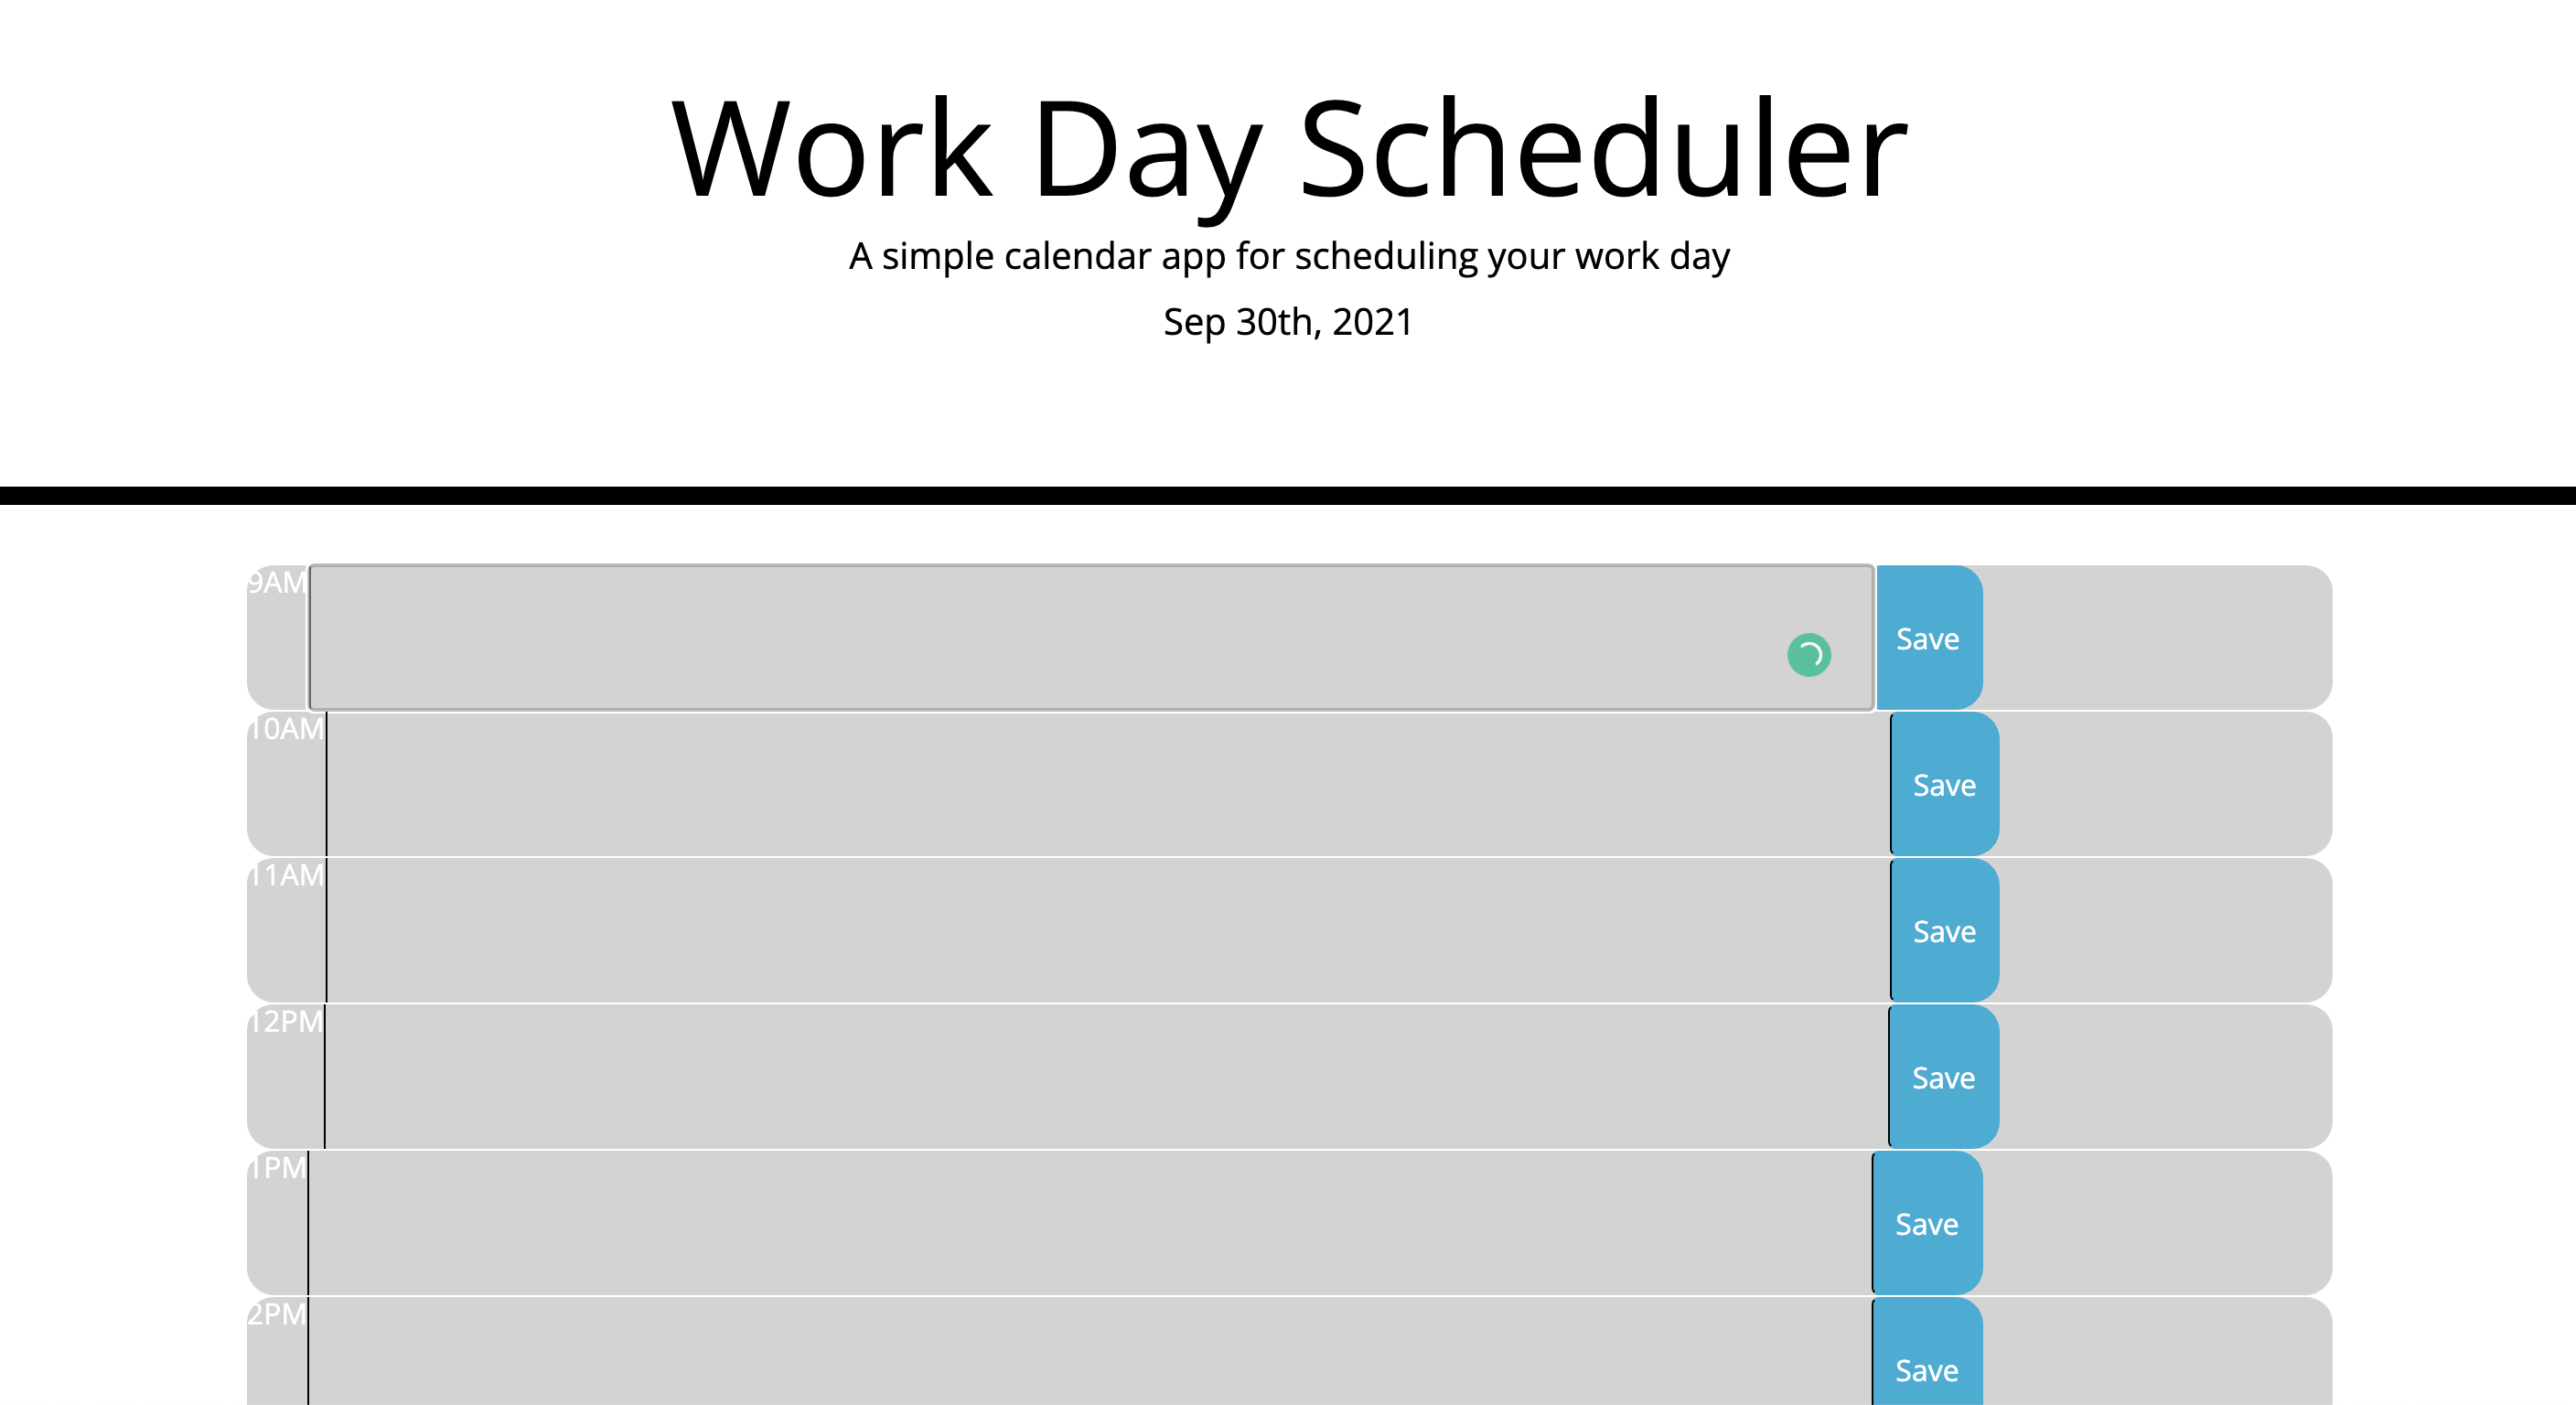 Work Day Scheduler
A simple calendar app for scheduling your work day
Sep 30th, 2021
9AM Save
10AM Save
11AM Save
12PM Save
1PM Save
2PM Save